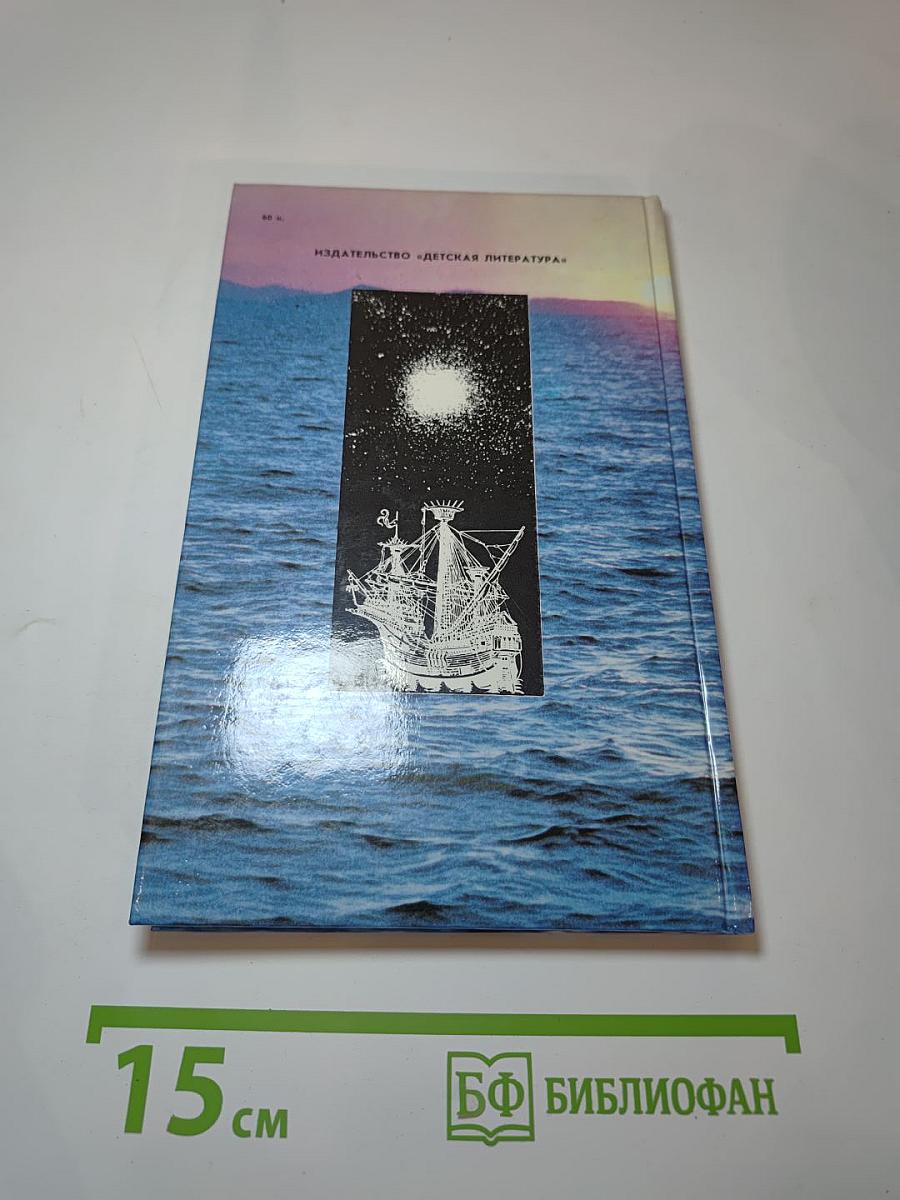 60 к.
ИЗДАТЕЛЬСТВО «ДЕТСКАЯ ЛИТЕРАТУРА»
15 см
БФ БИБЛИОФАН